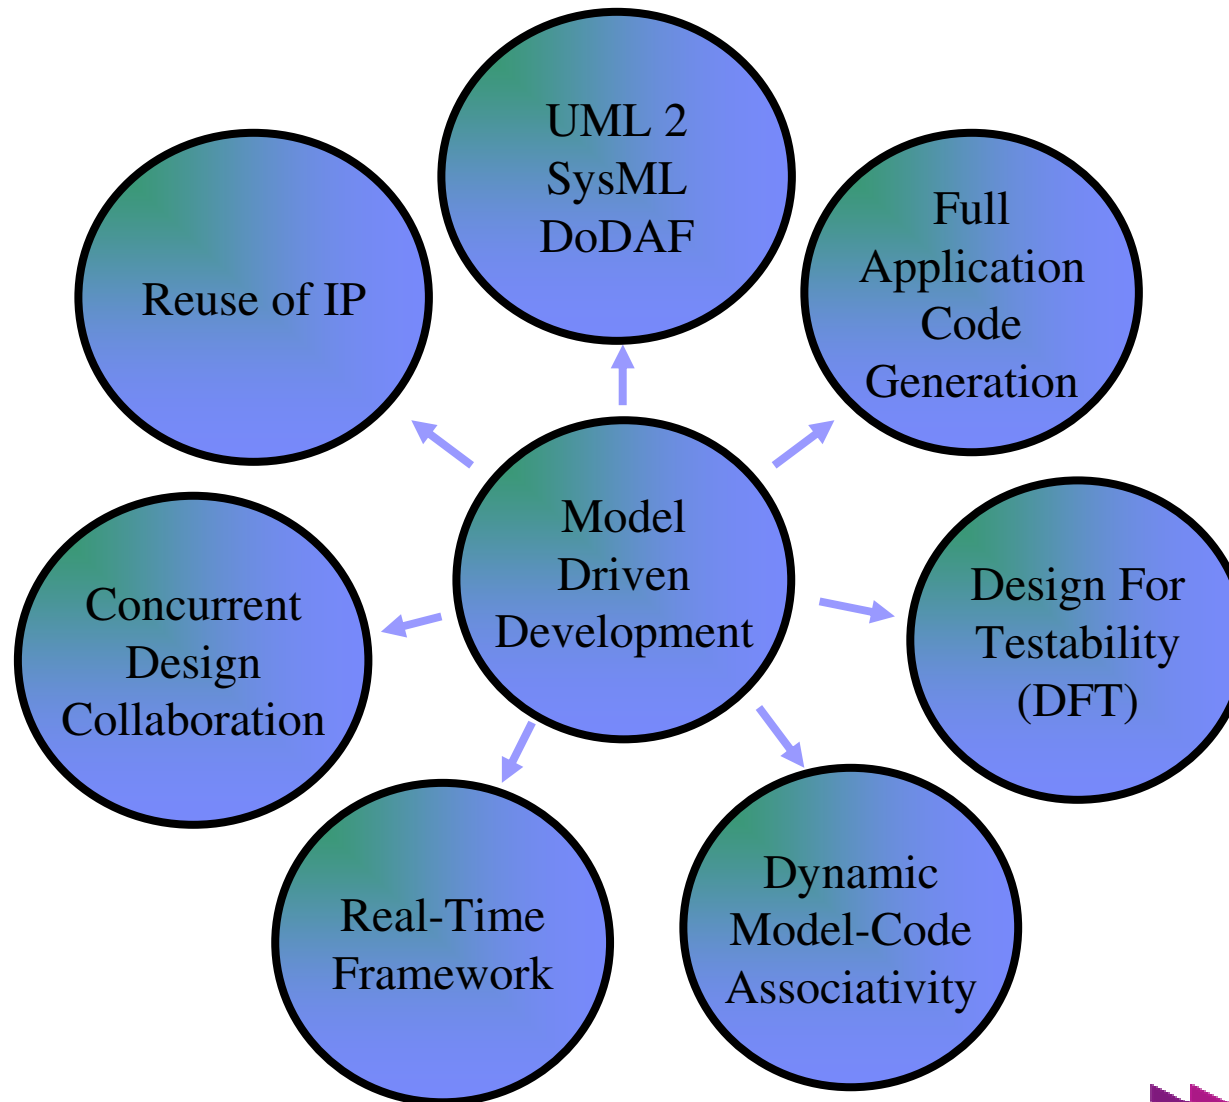 UML 2
SysML
DoDAF
Full
Application
Code
Generation
Reuse of IP
Model
Driven
Development
Design For
Testability
(DFT)
Concurrent
Design
Collaboration
Dynamic
Model-Code
Associativity
Real-Time
Framework